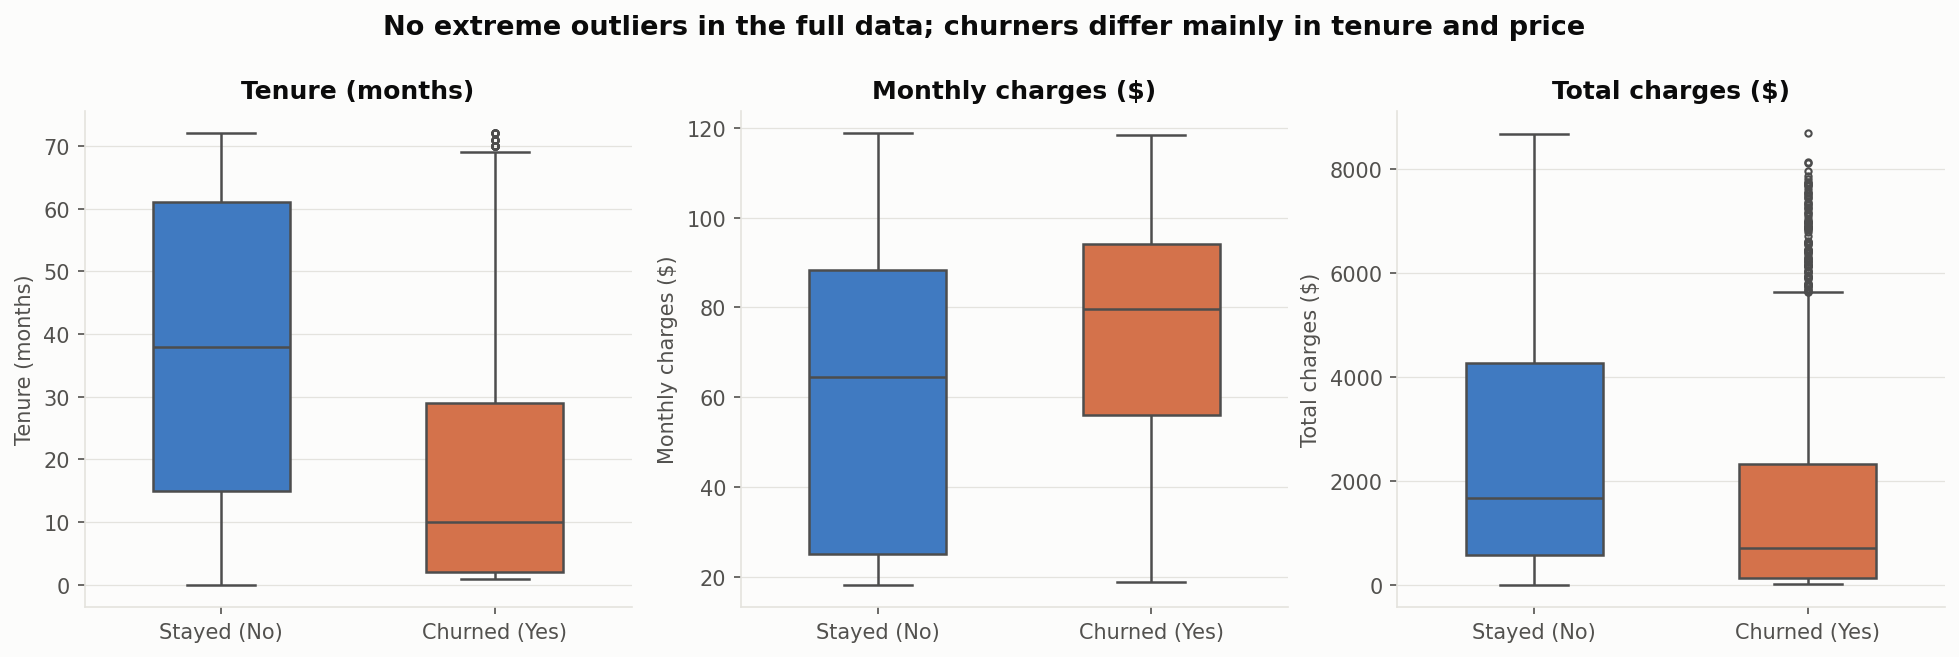 No extreme outliers in the full data; churners differ mainly in tenure and price
Tenure (months)
Tenure (months)
70
60
50
40
30
20
10
0
Stayed (No)
Churned (Yes)
Monthly charges ($)
Monthly charges ($)
120
100
80
60
40
20
Stayed (No)
Churned (Yes)
Total charges ($)
Total charges ($)
8000
6000
4000
2000
0
Stayed (No)
Churned (Yes)